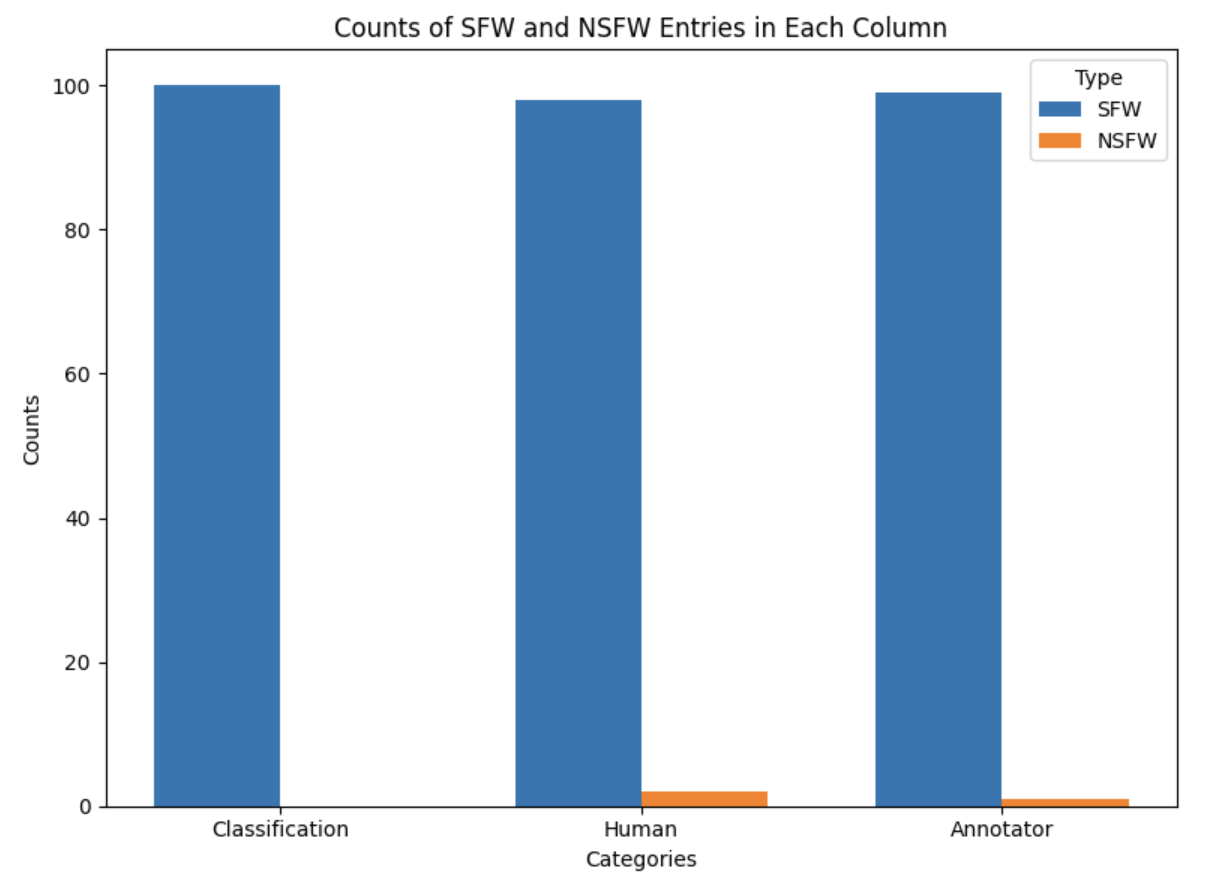 Counts of SFW and NSFW Entries in Each Column
Type
SFW
NSFW
100
80
60
40
20
0
Counts
Classification
Human
Annotator
Categories